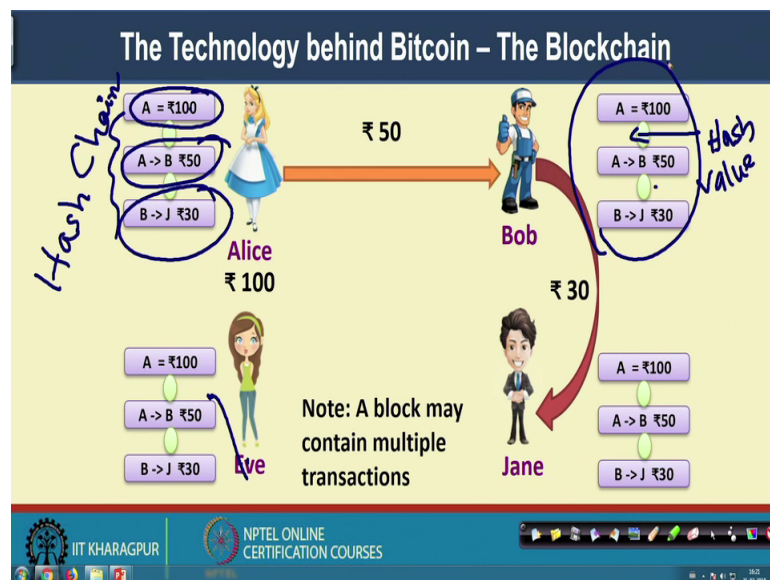 The Technology behind Bitcoin – The Blockchain
Hash Chain
A = ₹100
A -> B ₹50
B -> J ₹30
Alice
₹ 100
₹ 50
Bob
A = ₹100
A -> B ₹50
B -> J ₹30
Hash
value
₹ 30
A = ₹100
A -> B ₹50
B -> J ₹30
Eve
Note: A block may
contain multiple
transactions
Jane
A = ₹100
A -> B ₹50
B -> J ₹30
IIT KHARAGPUR
NPTEL ONLINE
CERTIFICATION COURSES